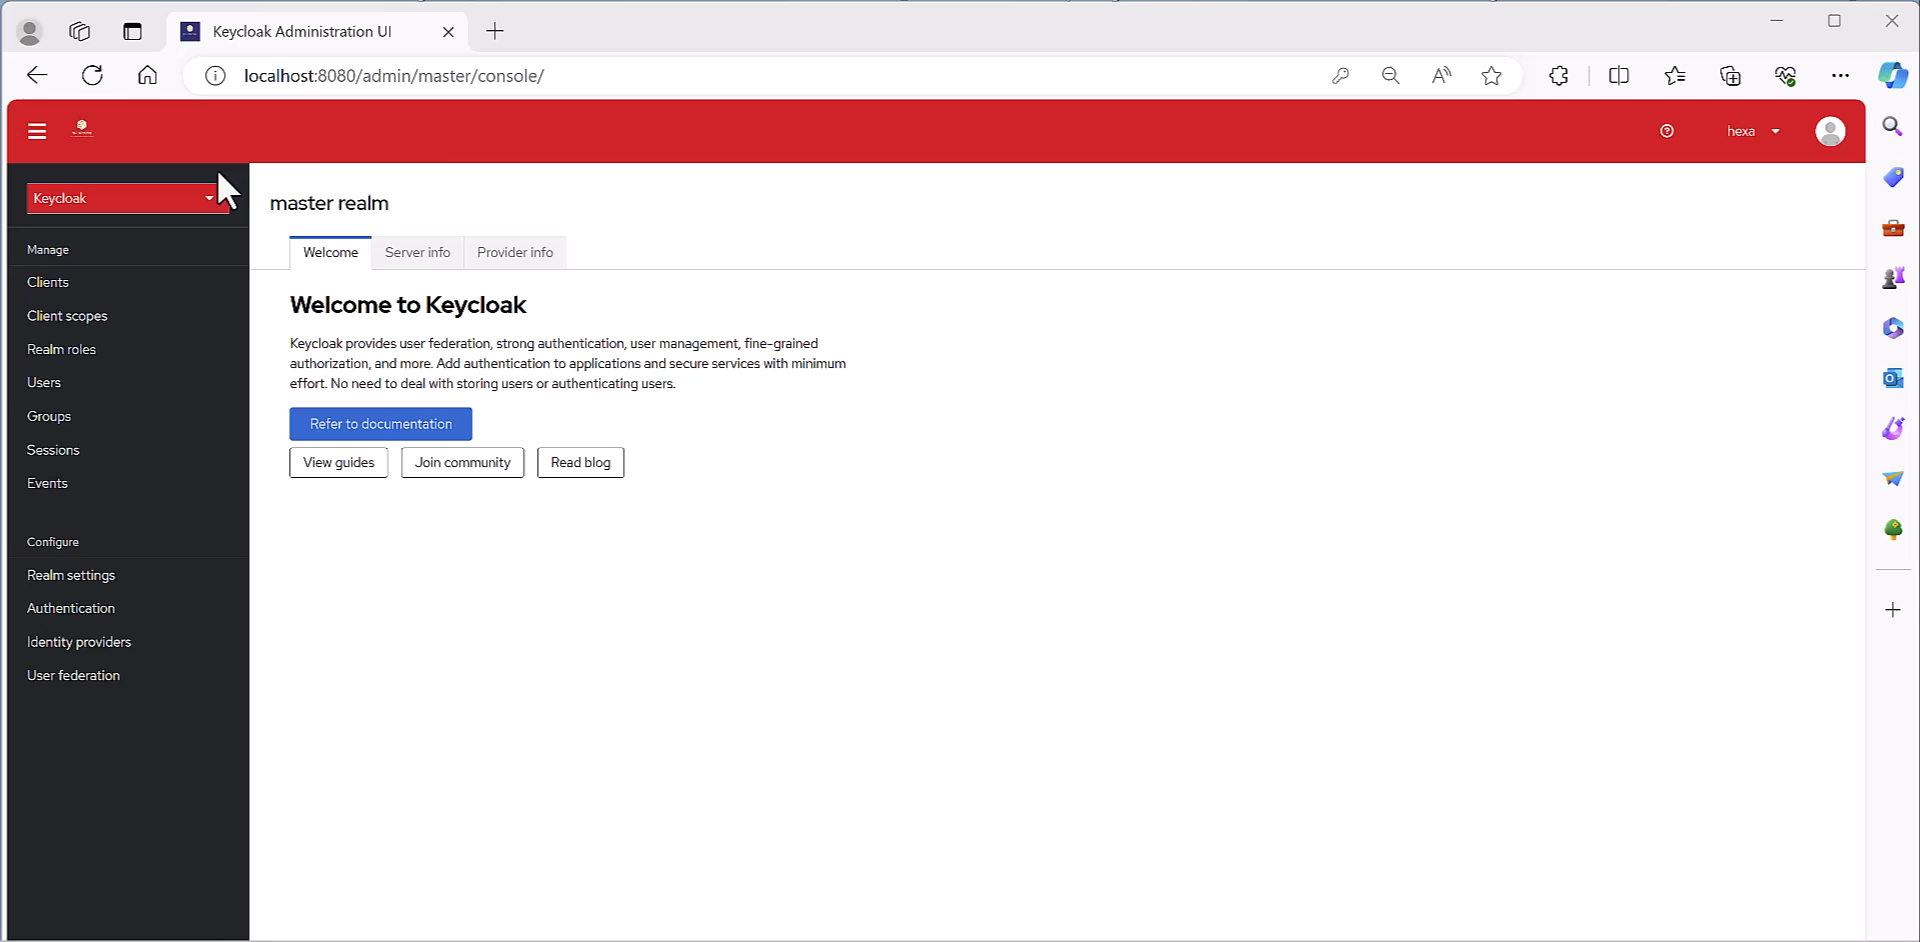 Keycloak Administration UI
localhost:8080/admin/master/console/
hexa
Keycloak
Manage
Clients
Client scopes
Realm roles
Users
Groups
Sessions
Events
Configure
Realm settings
Authentication
Identity providers
User federation
master realm
Welcome Server info Provider info
Welcome to Keycloak
Keycloak provides user federation, strong authentication, user management, fine-grained
authorization, and more. Add authentication to applications and secure services with minimum
effort. No need to deal with storing users or authenticating users.
Refer to documentation
View guides Join community Read blog